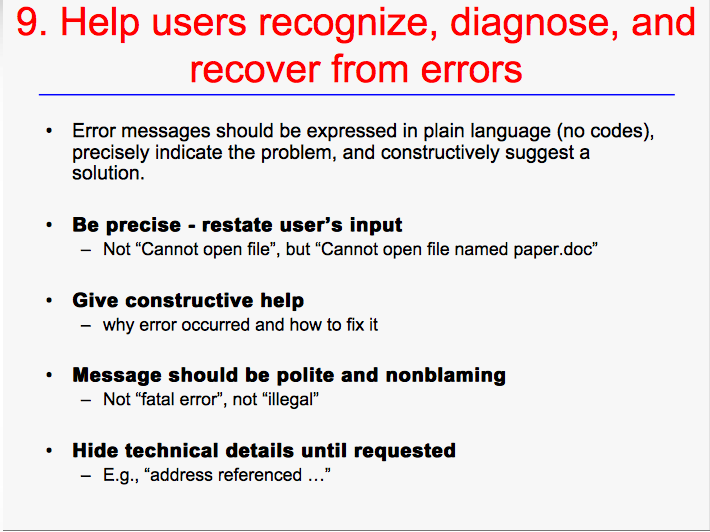 9. Help users recognize, diagnose, and
recover from errors
• Error messages should be expressed in plain language (no codes),
precisely indicate the problem, and constructively suggest a
solution.
• Be precise - restate user’s input
– Not “Cannot open file”, but “Cannot open file named paper.doc”
• Give constructive help
– why error occurred and how to fix it
• Message should be polite and nonblaming
– Not “fatal error”, not “illegal”
• Hide technical details until requested
– E.g., “address referenced …”